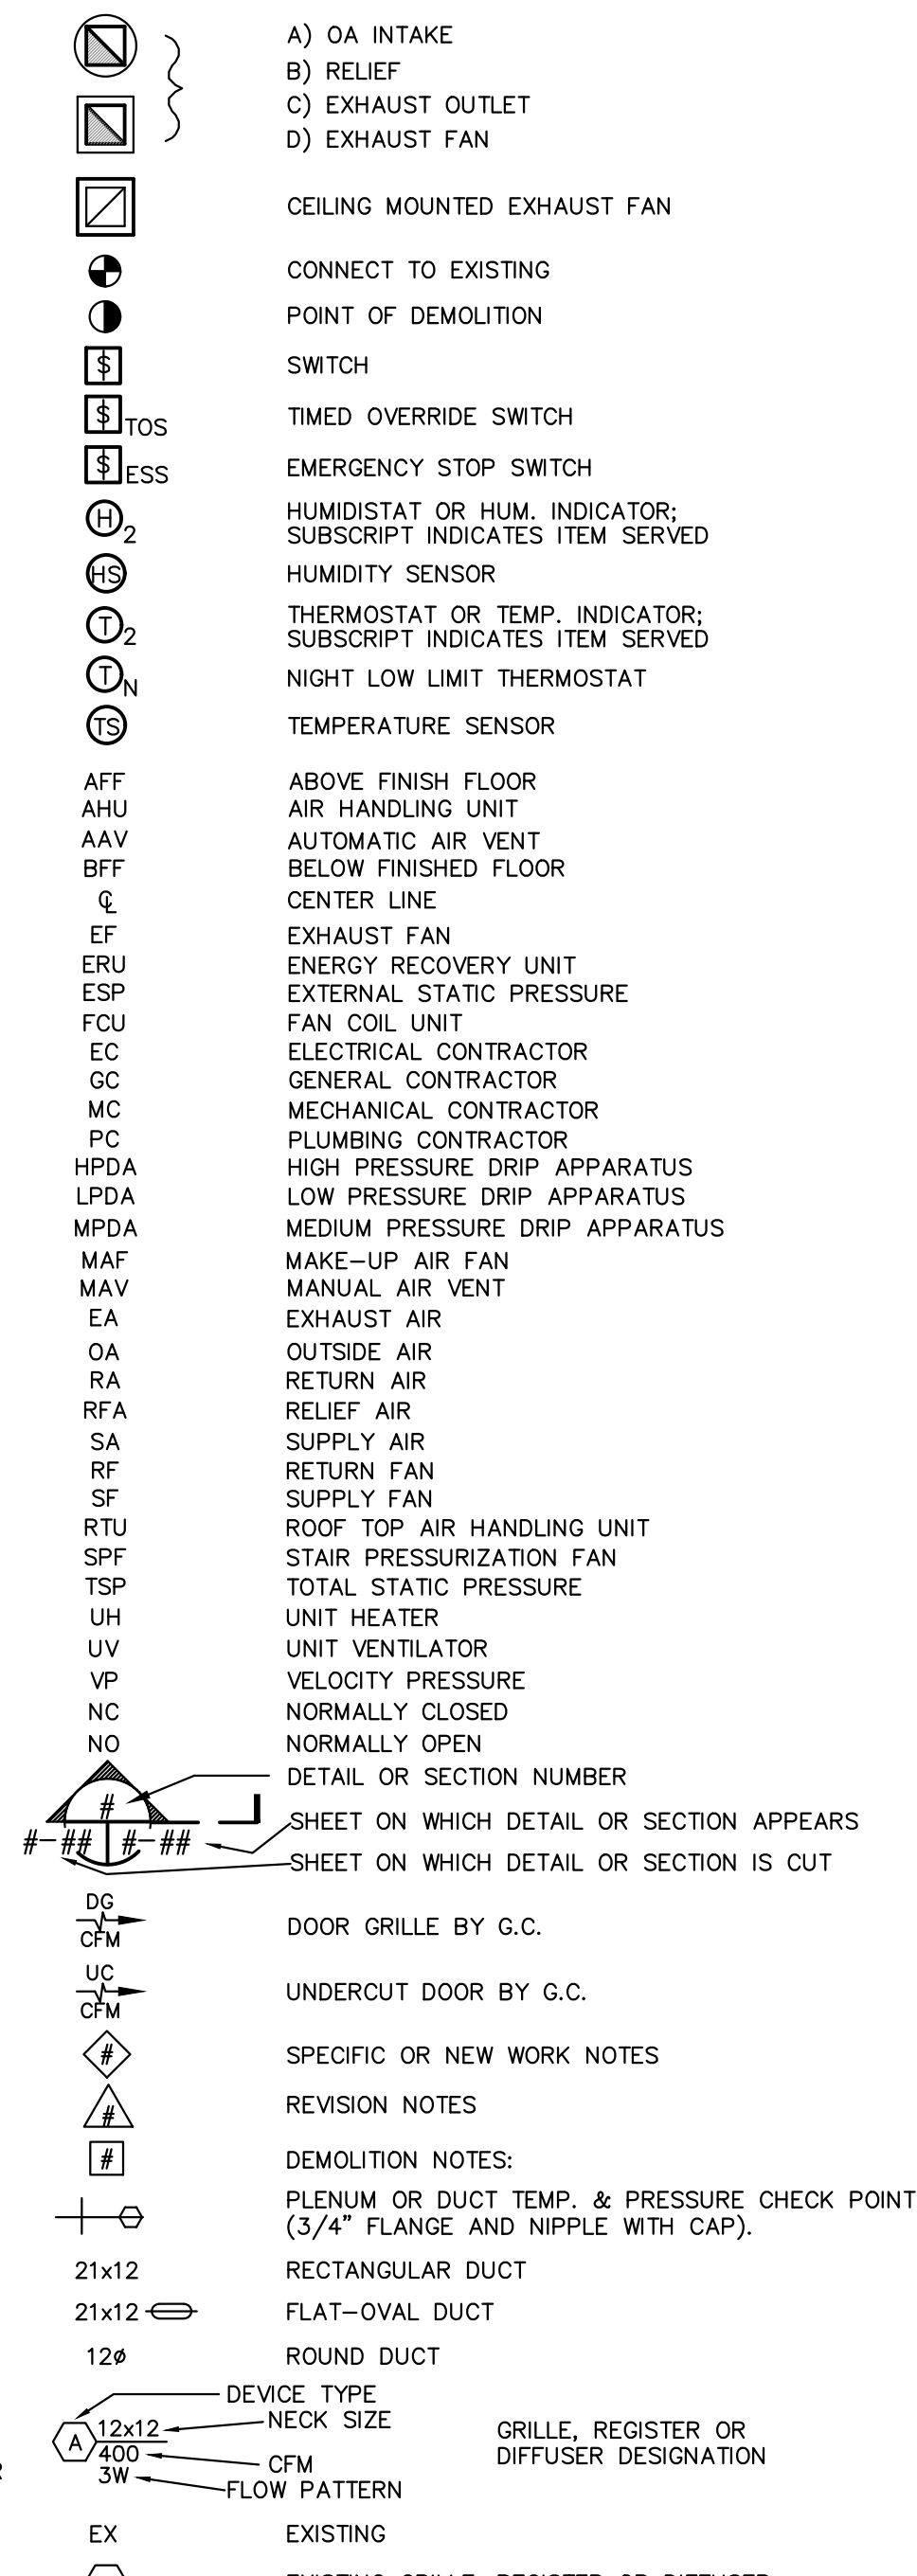 A) OA INTAKE
B) RELIEF
C) EXHAUST OUTLET
D) EXHAUST FAN
CEILING MOUNTED EXHAUST FAN
CONNECT TO EXISTING
POINT OF DEMOLITION
$ SWITCH
$ TOS TIMED OVERRIDE SWITCH
$ ESS EMERGENCY STOP SWITCH
H 2 HUMIDISTAT OR HUM. INDICATOR;
SUBSCRIPT INDICATES ITEM SERVED
HS HUMIDITY SENSOR
T 2 THERMOSTAT OR TEMP. INDICATOR;
SUBSCRIPT INDICATES ITEM SERVED
T N NIGHT LOW LIMIT THERMOSTAT
TS TEMPERATURE SENSOR
AFF ABOVE FINISH FLOOR
AHU AIR HANDLING UNIT
AAV AUTOMATIC AIR VENT
BFF BELOW FINISHED FLOOR
℄ CENTER LINE
EF EXHAUST FAN
ERU ENERGY RECOVERY UNIT
ESP EXTERNAL STATIC PRESSURE
FCU FAN COIL UNIT
EC ELECTRICAL CONTRACTOR
GC GENERAL CONTRACTOR
MC MECHANICAL CONTRACTOR
PC PLUMBING CONTRACTOR
HPDA HIGH PRESSURE DRIP APPARATUS
LPDA LOW PRESSURE DRIP APPARATUS
MPDA MEDIUM PRESSURE DRIP APPARATUS
MAF MAKE-UP AIR FAN
MAV MANUAL AIR VENT
EA EXHAUST AIR
OA OUTSIDE AIR
RA RETURN AIR
RFA RELIEF AIR
SA SUPPLY AIR
RF RETURN FAN
SF SUPPLY FAN
RTU ROOF TOP AIR HANDLING UNIT
SPF STAIR PRESSURIZATION FAN
TSP TOTAL STATIC PRESSURE
UH UNIT HEATER
UV UNIT VENTILATOR
VP VELOCITY PRESSURE
NC NORMALLY CLOSED
NO NORMALLY OPEN
DETAIL OR SECTION NUMBER
#
SHEET ON WHICH DETAIL OR SECTION APPEARS
#-## #-##
SHEET ON WHICH DETAIL OR SECTION IS CUT
DG
CFM
DOOR GRILLE BY G.C.
UC
CFM
UNDERCUT DOOR BY G.C.
# SPECIFIC OR NEW WORK NOTES
# REVISION NOTES
# DEMOLITION NOTES:
PLENUM OR DUCT TEMP. & PRESSURE CHECK POINT
(3/4" FLANGE AND NIPPLE WITH CAP).
21x12 RECTANGULAR DUCT
21x12 FLAT-OVAL DUCT
12ø ROUND DUCT
DEVICE TYPE
NECK SIZE
A 12x12
400
3W
CFM
FLOW PATTERN
GRILLE, REGISTER OR
DIFFUSER DESIGNATION
EX EXISTING